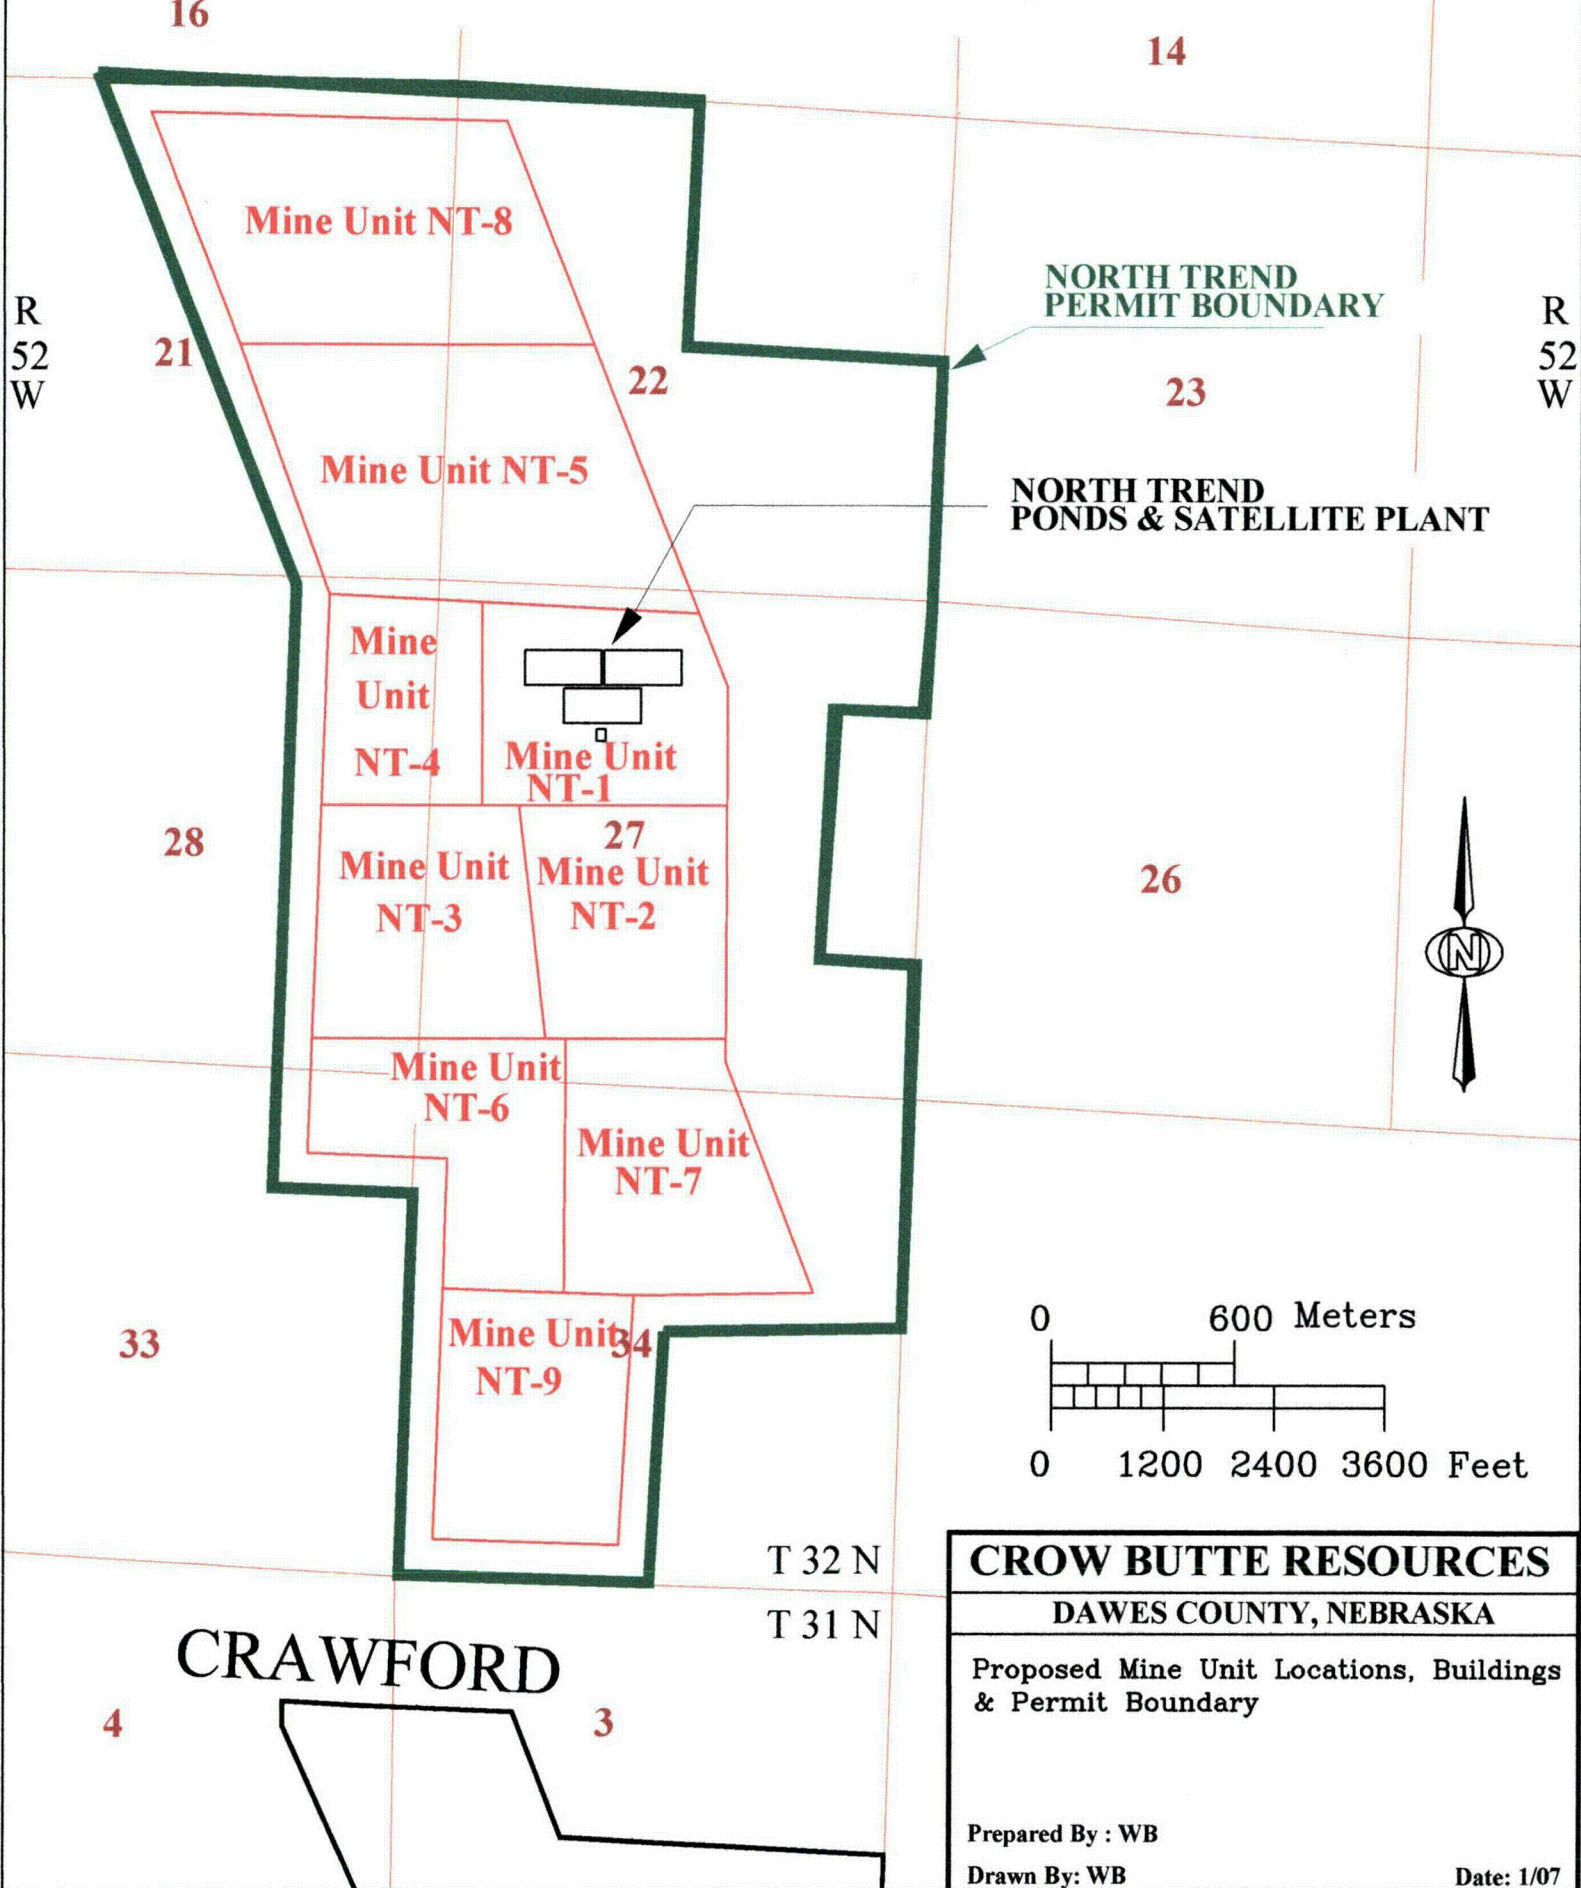 16
14
Mine Unit NT-8
NORTH TREND
PERMIT BOUNDARY
R
52
W
R
52
W
21
22
23
Mine Unit NT-5
NORTH TREND
PONDS & SATELLITE PLANT
Mine
Unit
NT-4
Mine Unit
NT-1
28
27
26
Mine Unit
NT-3
Mine Unit
NT-2
N
Mine Unit
NT-6
Mine Unit
NT-7
33
Mine Unit
NT-9
34
0 600 Meters
0 1200 2400 3600 Feet
T 32 N
T 31 N
CRAWFORD
4
3
CROW BUTTE RESOURCES
DAWES COUNTY, NEBRASKA
Proposed Mine Unit Locations, Buildings
& Permit Boundary
Prepared By : WB
Drawn By: WB
Date: 1/07